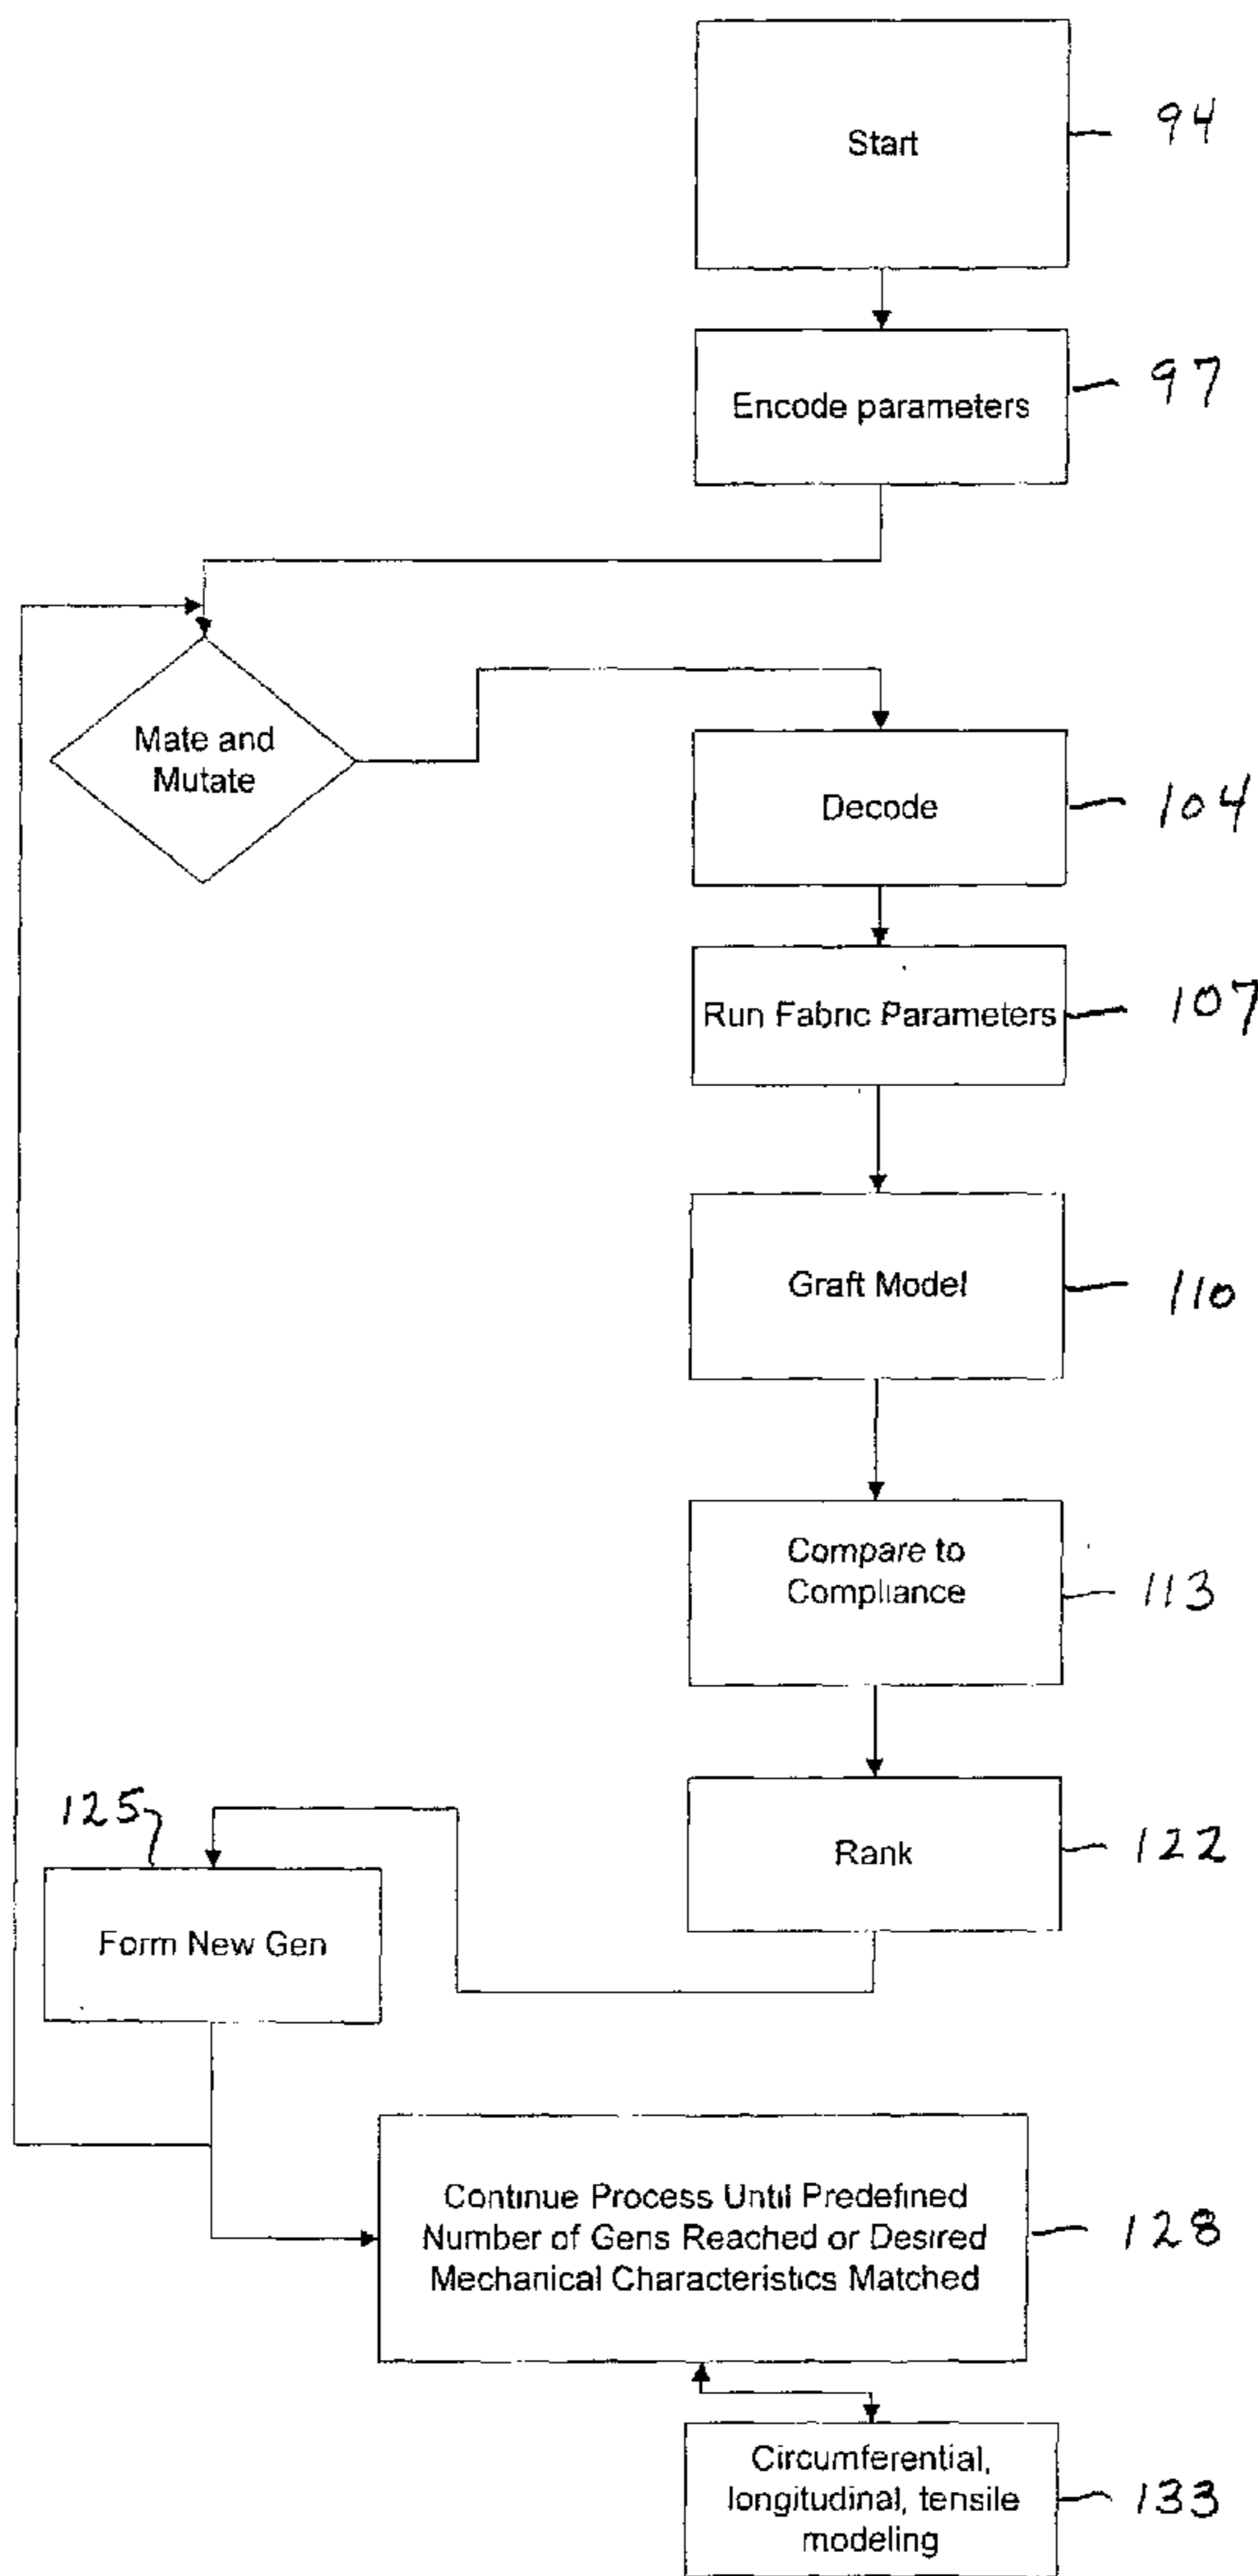 Start
94
Encode parameters
97
Mate and
Mutate
Decode
104
Run Fabric Parameters
107
Graft Model
110
Compare to
Compliance
113
Rank
122
125
Form New Gen
Continue Process Until Predefined
Number of Gens Reached or Desired
Mechanical Characteristics Matched
128
Circumferential,
longitudinal, tensile
modeling
133